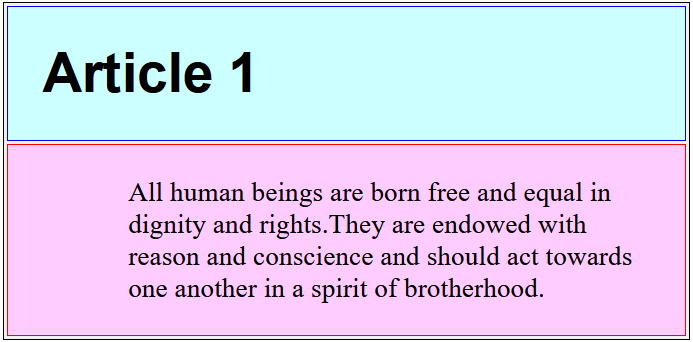 Article 1
All human beings are born free and equal in
dignity and rights.They are endowed with
reason and conscience and should act towards
one another in a spirit of brotherhood.